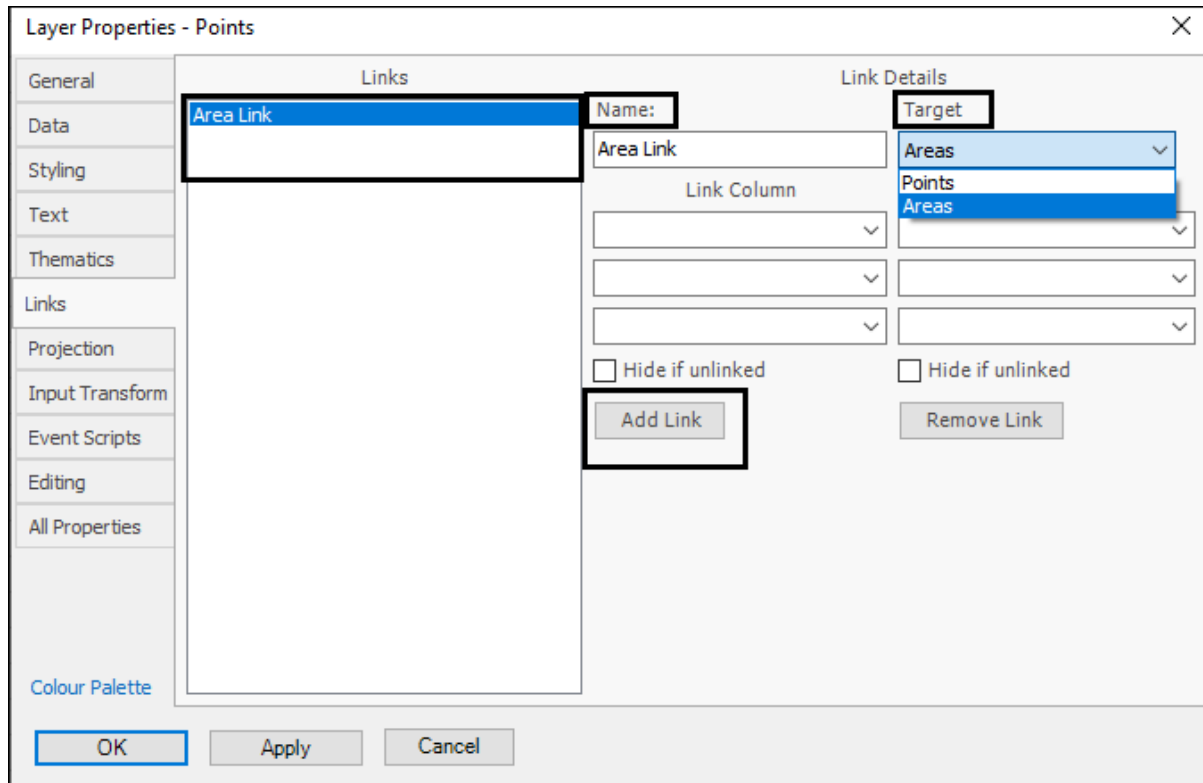 Layer Properties - Points
General
Data
Styling
Text
Thematics
Links
Projection
Input Transform
Event Scripts
Editing
All Properties
Colour Palette
Links
Area Link
Link Details
Name:
Target
Area Link
Areas
Points
Areas
Link Column
Hide if unlinked
Hide if unlinked
Add Link
Remove Link
OK
Apply
Cancel